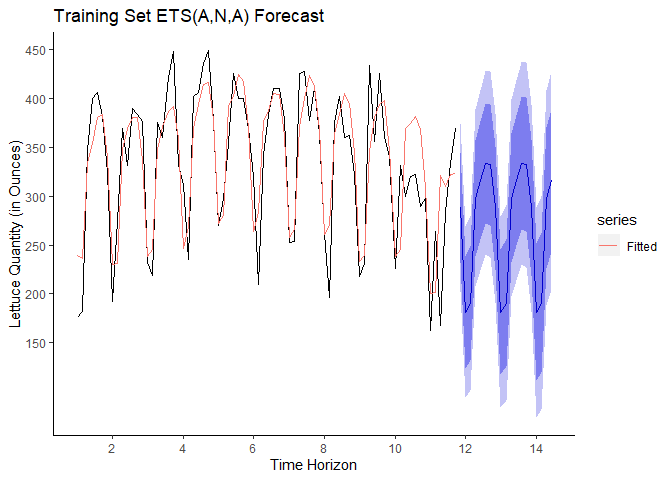 Training Set ETS(A,N,A) Forecast
450
400
350
300
250
200
150
Lettuce Quantity (in Ounces)
2 4 6 8 10 12 14
Time Horizon
series
Fitted